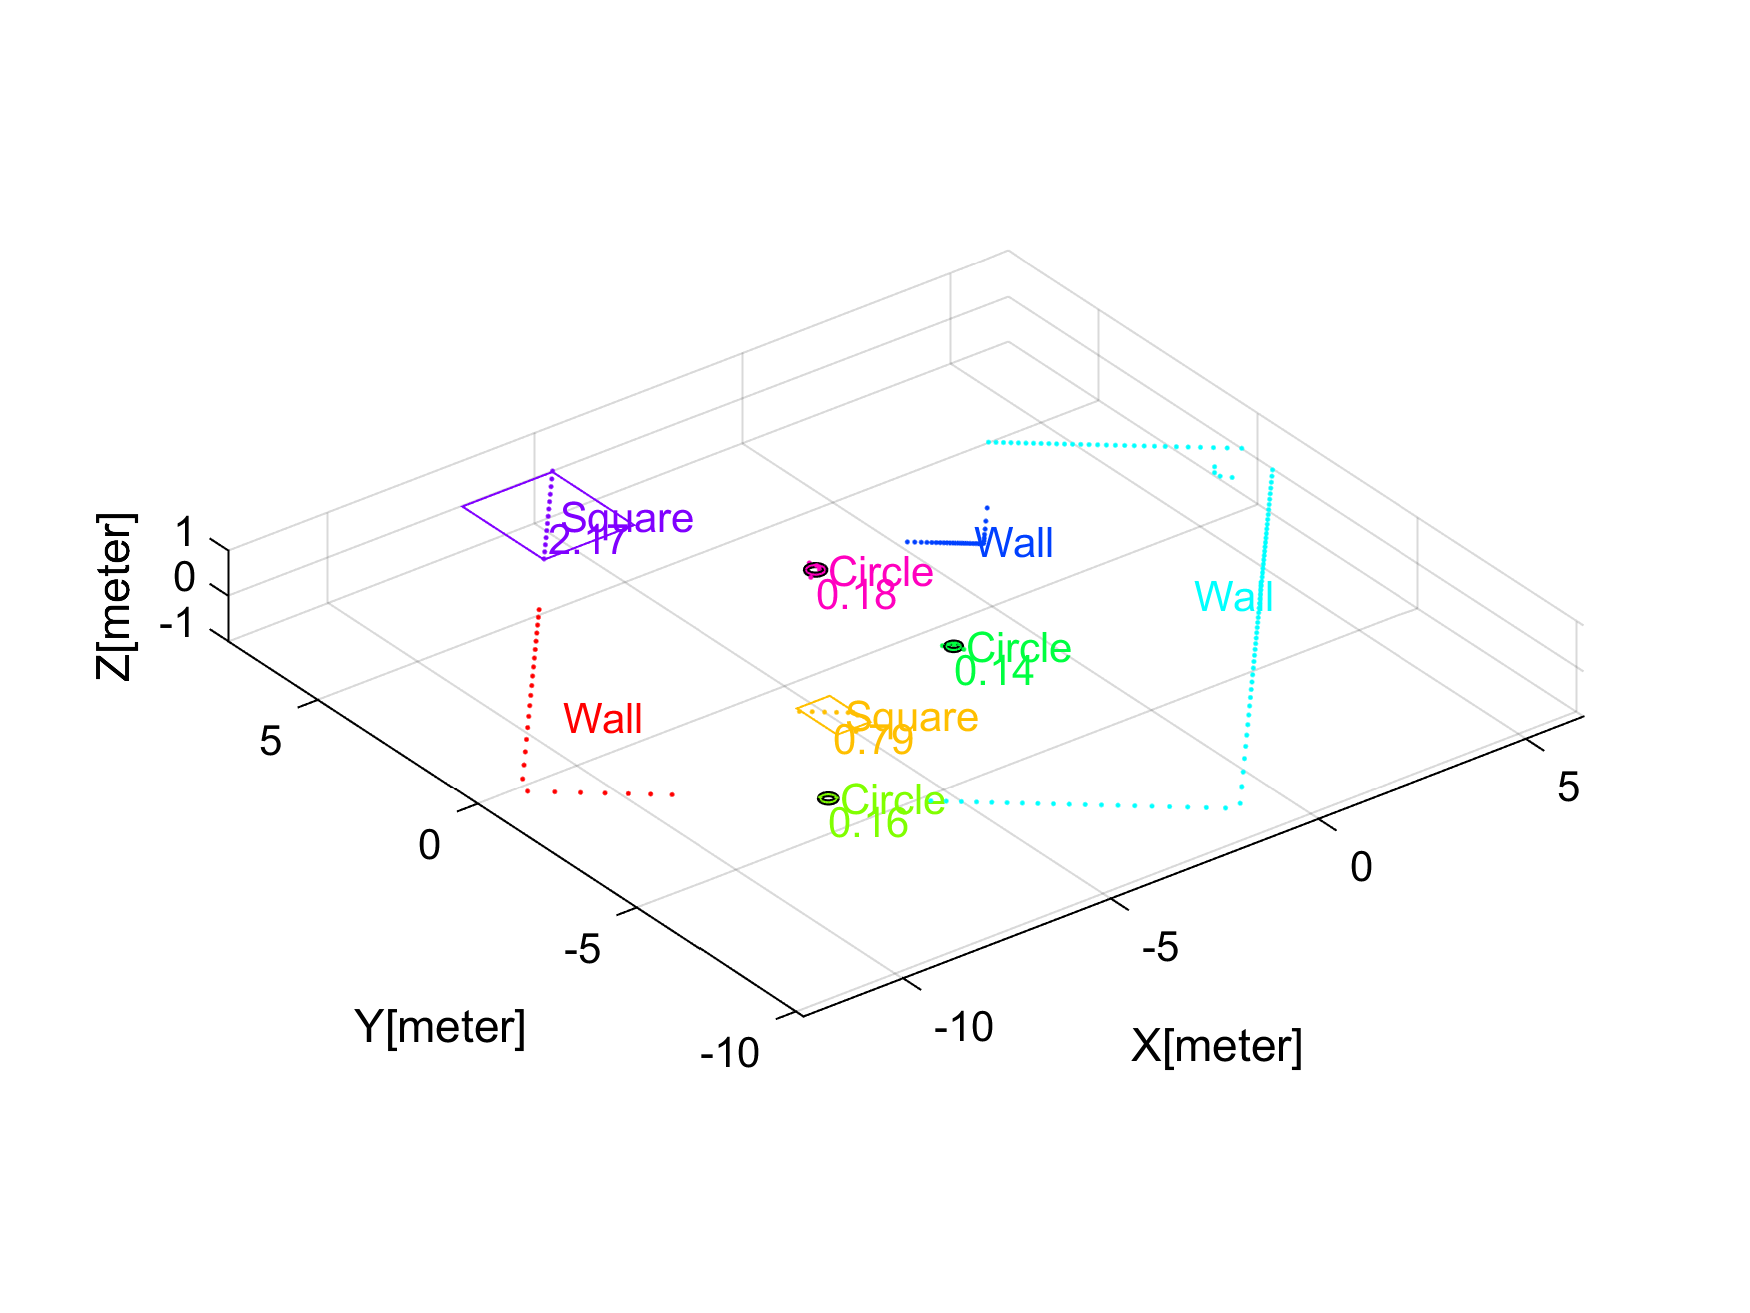 Square
2.17
Wall
Circle
0.18
Wall
Circle
0.14
Wall
Square
0.79
Circle
0.16
1
0
-1
Z[meter]
5
0
-5
-10
Y[meter]
5
0
-5
-10
X[meter]